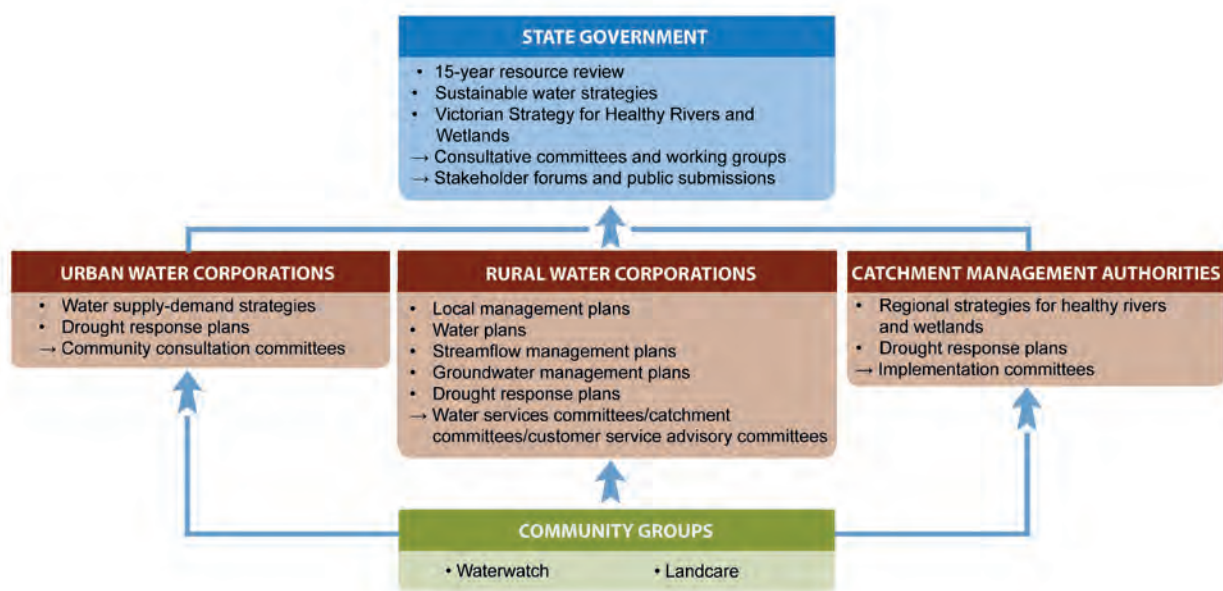 STATE GOVERNMENT
• 15-year resource review
• Sustainable water strategies
• Victorian Strategy for Healthy Rivers and
Wetlands
→ Consultative committees and working groups
→ Stakeholder forums and public submissions
URBAN WATER CORPORATIONS
• Water supply-demand strategies
• Drought response plans
→ Community consultation committees
RURAL WATER CORPORATIONS
• Local management plans
• Water plans
• Streamflow management plans
• Groundwater management plans
• Drought response plans
→ Water services committees/catchment
committees/customer service advisory committees
CATCHMENT MANAGEMENT AUTHORITIES
• Regional strategies for healthy rivers
and wetlands
• Drought response plans
→ Implementation committees
COMMUNITY GROUPS
• Waterwatch
• Landcare